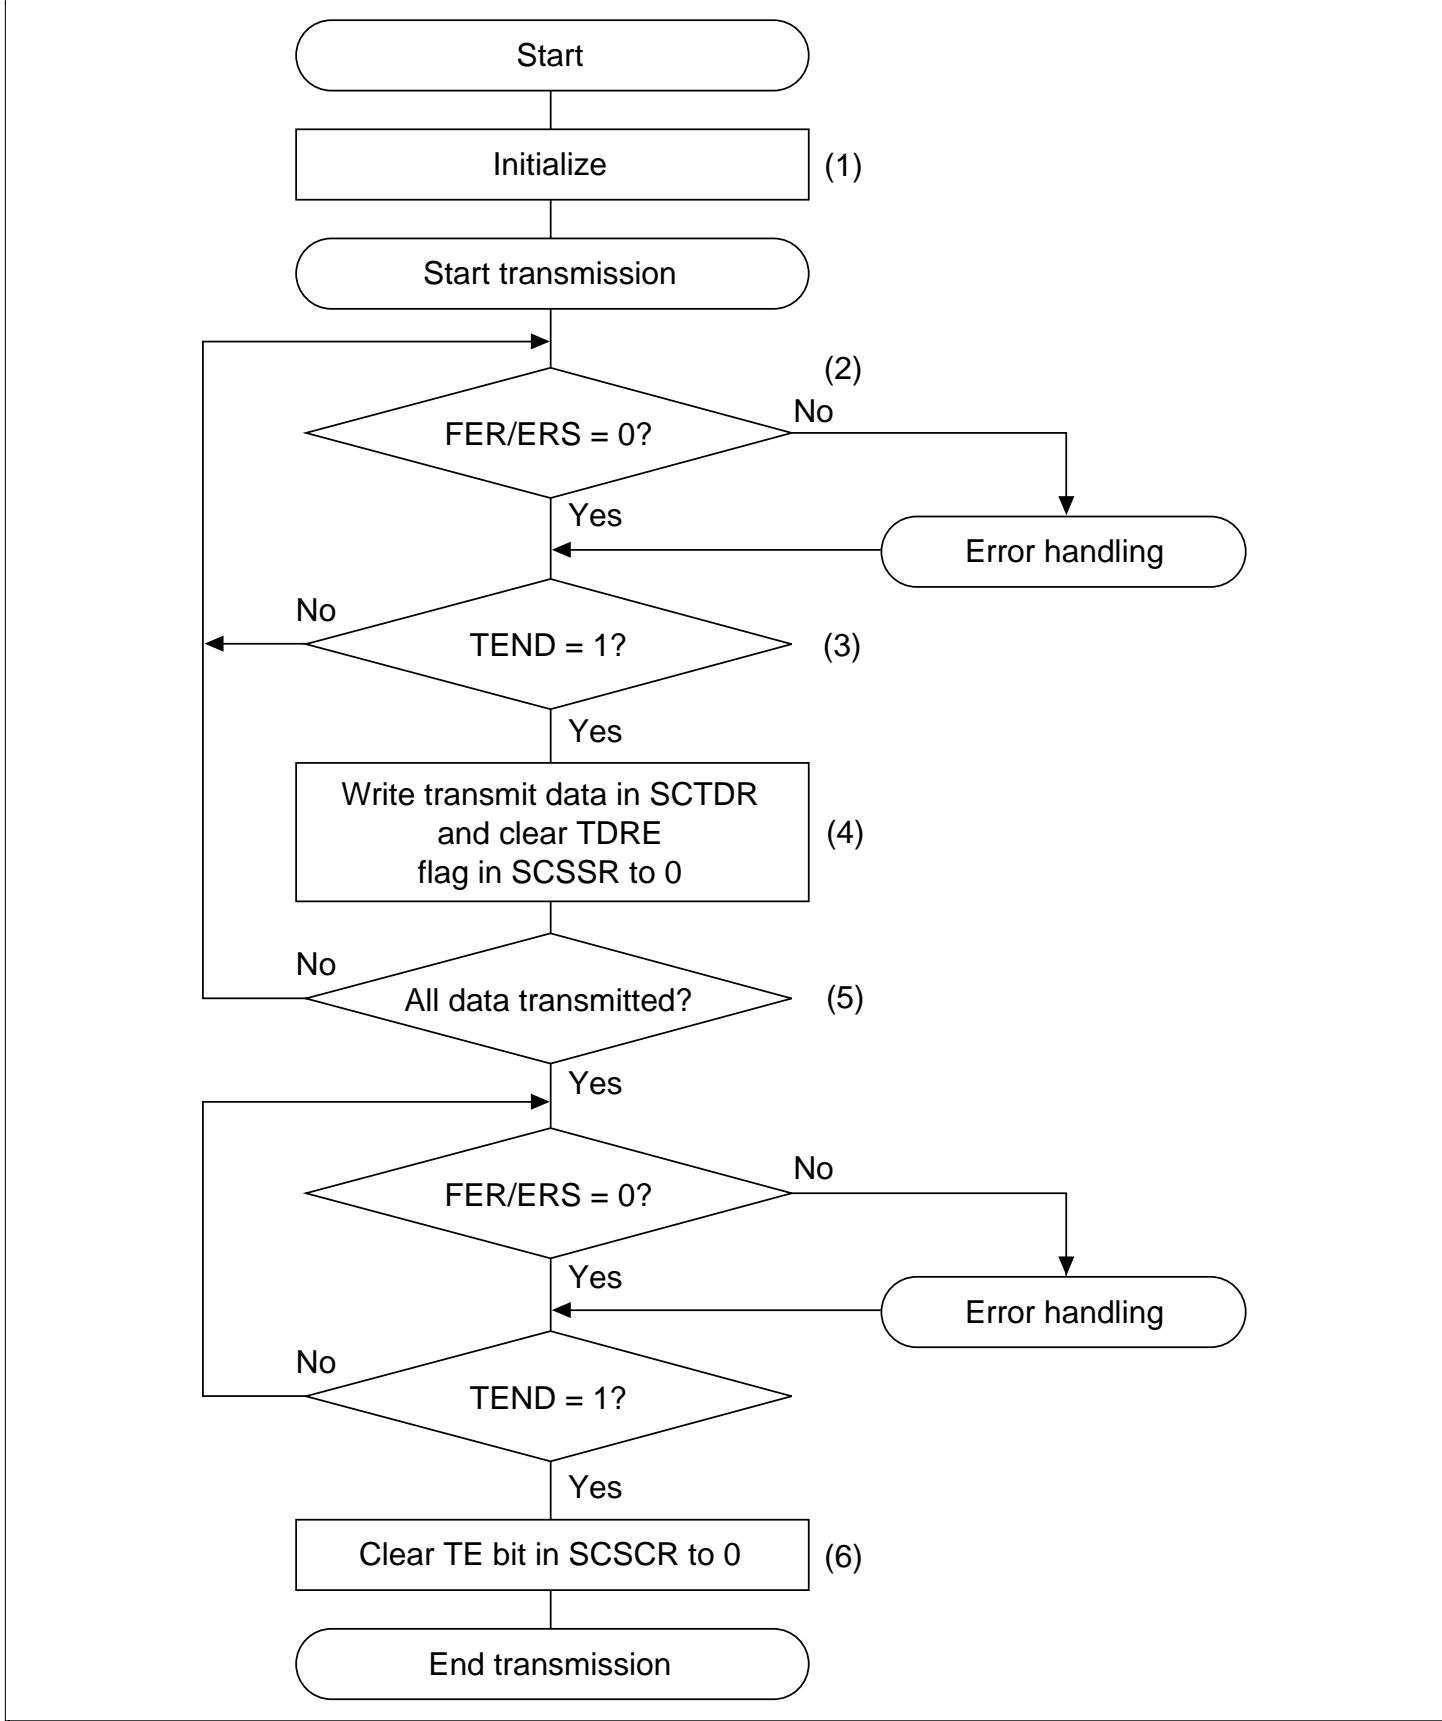 Start
Initialize (1)
Start transmission
(2)
No
FER/ERS = 0?
Yes
Error handling
No
TEND = 1? (3)
Yes
Write transmit data in SCTDR
and clear TDRE (4)
flag in SCSSR to 0
No
All data transmitted? (5)
Yes
No
FER/ERS = 0?
Yes
Error handling
No
TEND = 1?
Yes
Clear TE bit in SCSCR to 0 (6)
End transmission